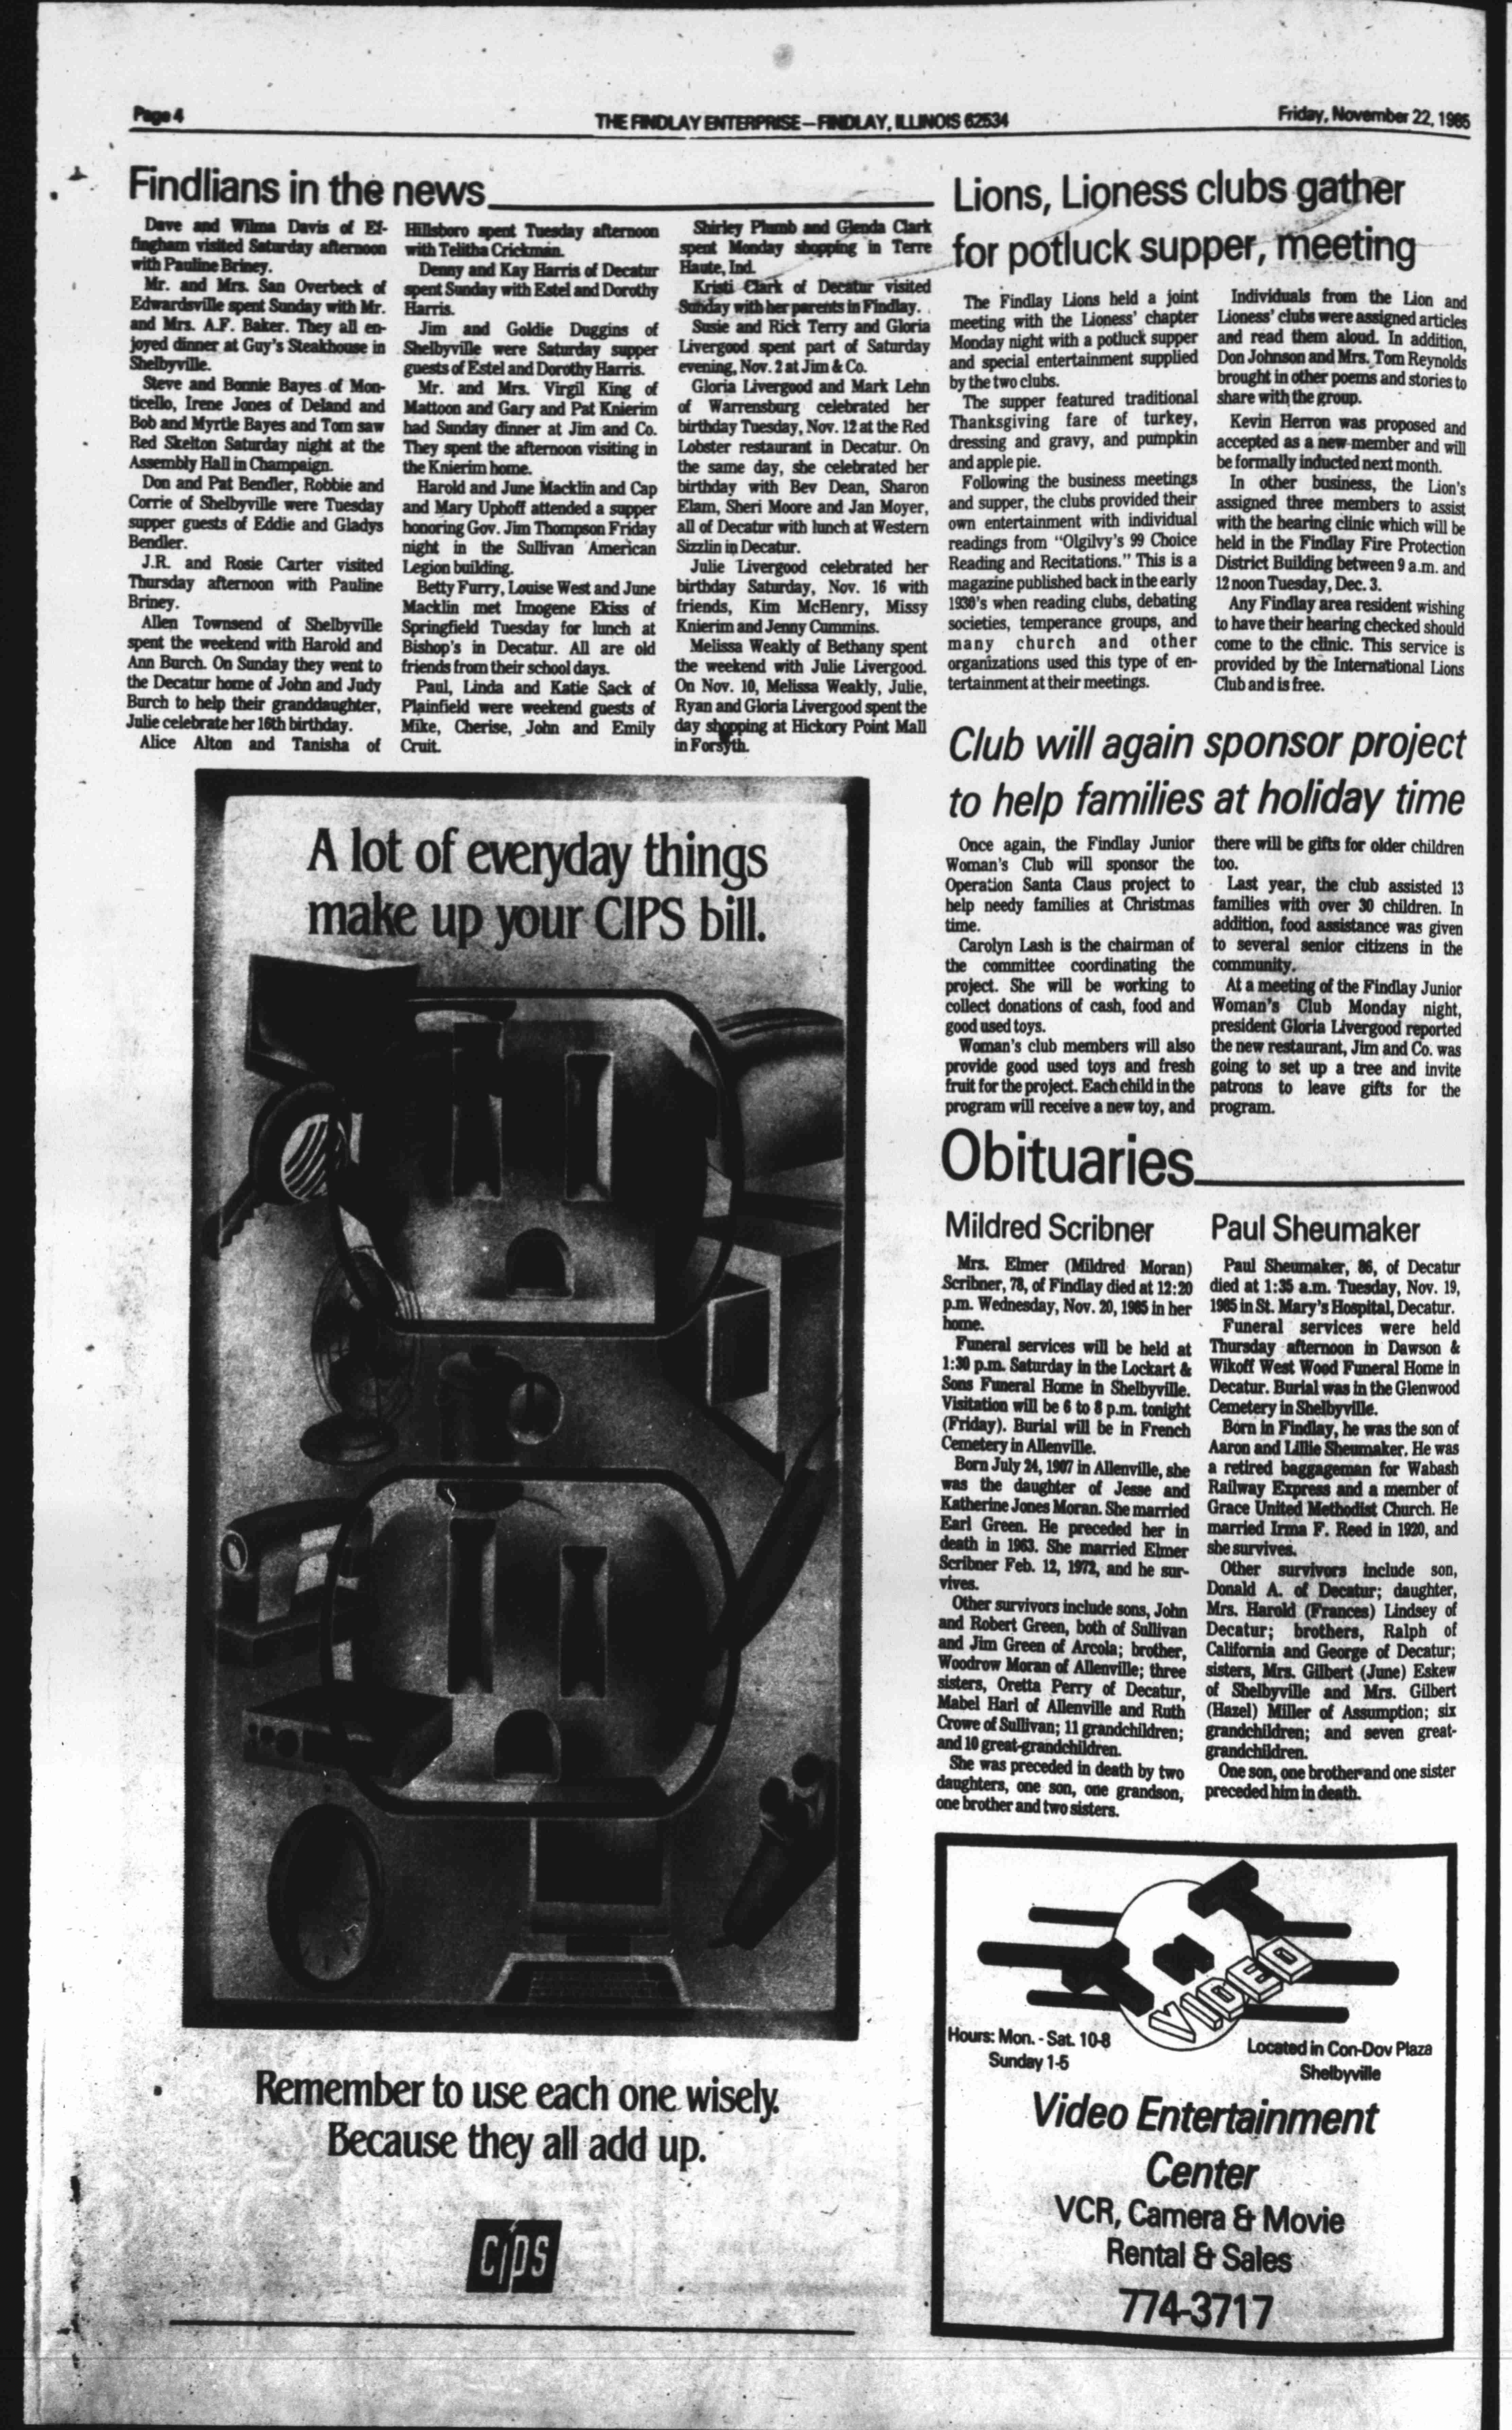 Page 4
THE FINDLAY ENTERPRISE—FINDLAY, ILLINOIS 62534
Friday, November 22, 1985
Findlians in the news
Dave and Wilma Davis of Ef-
fingham visited Saturday afternoon
with Pauline Briney.
Mr. and Mrs. San Overbeck of
Edwardsville spent Sunday with Mr.
and Mrs. A.F. Baker. They all en-
joyed dinner at Guy's Steakhouse in
Shelbyville.
Steve and Bonnie Bayes of Mon-
ticello, Irene Jones of Deland and
Bob and Myrtle Bayes and Tom saw
Red Skelton Saturday night at the
Assembly Hall in Champaign.
Don and Pat Bendler, Robbie and
Corrie of Shelbyville were Tuesday
supper guests of Eddie and Gladys
Bendler.
J.R. and Rosie Carter visited
Thursday afternoon with Pauline
Briney.
Allen Townsend of Shelbyville
spent the weekend with Harold and
Ann Burch. On Sunday they went to
the Decatur home of John and Judy
Burch to help their granddaughter,
Julie celebrate her 16th birthday.
Alice Alton and Tanisha of
Hillsboro spent Tuesday afternoon
with Telitha Crickman.
Denny and Kay Harris of Decatur
spent Sunday with Estel and Dorothy
Harris.
Jim and Goldie Duggins of
Shelbyville were Saturday supper
guests of Estel and Dorothy Harris.
Mr. and Mrs. Virgil King of
Mattoon and Gary and Pat Knierim
had Sunday dinner at Jim and Co.
They spent the afternoon visiting in
the Knierim home.
Harold and June Macklin and Cap
and Mary Uphoff attended a supper
honoring Gov. Jim Thompson Friday
night in the Sullivan American
Legion building.
Betty Furry, Louise West and June
Macklin met Imogene Ekiss of
Springfield Tuesday for lunch at
Bishop's in Decatur. All are old
friends from their school days.
Paul, Linda and Katie Sack of
Plainfield were weekend guests of
Mike, Cherise, John and Emily
Cruit.
Shirley Plumb and Glenda Clark
spent Monday shopping in Terre
Haute, Ind.
Kristi Clark of Decatur visited
Sunday with her parents in Findlay.
Susie and Rick Terry and Gloria
Livergood spent part of Saturday
evening, Nov. 2 at Jim & Co.
Gloria Livergood and Mark Lehn
of Warrensburg celebrated her
birthday Tuesday, Nov. 12 at the Red
Lobster restaurant in Decatur. On
the same day, she celebrated her
birthday with Bev Dean, Sharon
Elam, Sheri Moore and Jan Moyer,
all of Decatur with lunch at Western
Sizzlin in Decatur.
Julie Livergood celebrated her
birthday Saturday, Nov. 16 with
friends, Kim McHenry, Missy
Knierim and Jenny Cummins.
Melissa Weakly of Bethany spent
the weekend with Julie Livergood.
On Nov. 10, Melissa Weakly, Julie,
Ryan and Gloria Livergood spent the
day shopping at Hickory Point Mall
in Forsyth.
A lot of everyday things
make up your CIPS bill.
Remember to use each one wisely.
Because they all add up.
CIPS
Lions, Lioness clubs gather
for potluck supper, meeting
The Findlay Lions held a joint
meeting with the Lioness' chapter
Monday night with a potluck supper
and special entertainment supplied
by the two clubs.
The supper featured traditional
Thanksgiving fare of turkey,
dressing and gravy, and pumpkin
and apple pie.
Following the business meetings
and supper, the clubs provided their
own entertainment with individual
readings from "Olgilvy's 99 Choice
Reading and Recitations." This is a
magazine published back in the early
1930's when reading clubs, debating
societies, temperance groups, and
many church and other
organizations used this type of en-
tertainment at their meetings.
Individuals from the Lion and
Lioness' clubs were assigned articles
and read them aloud. In addition,
Don Johnson and Mrs. Tom Reynolds
brought in other poems and stories to
share with the group.
Kevin Herron was proposed and
accepted as a new member and will
be formally inducted next month.
In other business, the Lion's
assigned three members to assist
with the hearing clinic which will be
held in the Findlay Fire Protection
District Building between 9 a.m. and
12 noon Tuesday, Dec. 3.
Any Findlay area resident wishing
to have their hearing checked should
come to the clinic. This service is
provided by the International Lions
Club and is free.
Club will again sponsor project
to help families at holiday time
Once again, the Findlay Junior
Woman's Club will sponsor the
Operation Santa Claus project to
help needy families at Christmas
time.
Carolyn Lash is the chairman of
the committee coordinating the
project. She will be working to
collect donations of cash, food and
good used toys.
Woman's club members will also
provide good used toys and fresh
fruit for the project. Each child in the
program will receive a new toy, and
there will be gifts for older children
too.
Last year, the club assisted 13
families with over 30 children. In
addition, food assistance was given
to several senior citizens in the
community.
At a meeting of the Findlay Junior
Woman's Club Monday night,
president Gloria Livergood reported
the new restaurant, Jim and Co. was
going to set up a tree and invite
patrons to leave gifts for the
program.
Obituaries
Mildred Scribner
Mrs. Elmer (Mildred Moran)
Scribner, 78, of Findlay died at 12:20
p.m. Wednesday, Nov. 20, 1985 in her
home.
Funeral services will be held at
1:30 p.m. Saturday in the Lockart &
Sons Funeral Home in Shelbyville.
Visitation will be 6 to 8 p.m. tonight
(Friday). Burial will be in French
Cemetery in Allenville.
Born July 24, 1907 in Allenville, she
was the daughter of Jesse and
Katherine Jones Moran. She married
Earl Green. He preceded her in
death in 1963. She married Elmer
Scribner Feb. 12, 1972, and he sur-
vives.
Other survivors include sons, John
and Robert Green, both of Sullivan
and Jim Green of Arcola; brother,
Woodrow Moran of Allenville; three
sisters, Oretta Perry of Decatur,
Mabel Harl of Allenville and Ruth
Crowe of Sullivan; 11 grandchildren;
and 10 great-grandchildren.
She was preceded in death by two
daughters, one son, one grandson,
one brother and two sisters.
Paul Sheumaker
Paul Sheumaker, 86, of Decatur
died at 1:35 a.m. Tuesday, Nov. 19,
1985 in St. Mary's Hospital, Decatur.
Funeral services were held
Thursday afternoon in Dawson &
Wikoff West Wood Funeral Home in
Decatur. Burial was in the Glenwood
Cemetery in Shelbyville.
Born in Findlay, he was the son of
Aaron and Lillie Sheumaker. He was
a retired baggageman for Wabash
Railway Express and a member of
Grace United Methodist Church. He
married Irma F. Reed in 1920, and
she survives.
Other survivors include son,
Donald A. of Decatur; daughter,
Mrs. Harold (Frances) Lindsey of
Decatur; brothers, Ralph of
California and George of Decatur;
sisters, Mrs. Gilbert (June) Eskew
of Shelbyville and Mrs. Gilbert
(Hazel) Miller of Assumption; six
grandchildren; and seven great-
grandchildren.
One son, one brother and one sister
preceded him in death.
T N T
VIDEO
Hours: Mon. - Sat. 10-8
Sunday 1-5
Located in Con-Dov Plaza
Shelbyville
Video Entertainment
Center
VCR, Camera & Movie
Rental & Sales
774-3717